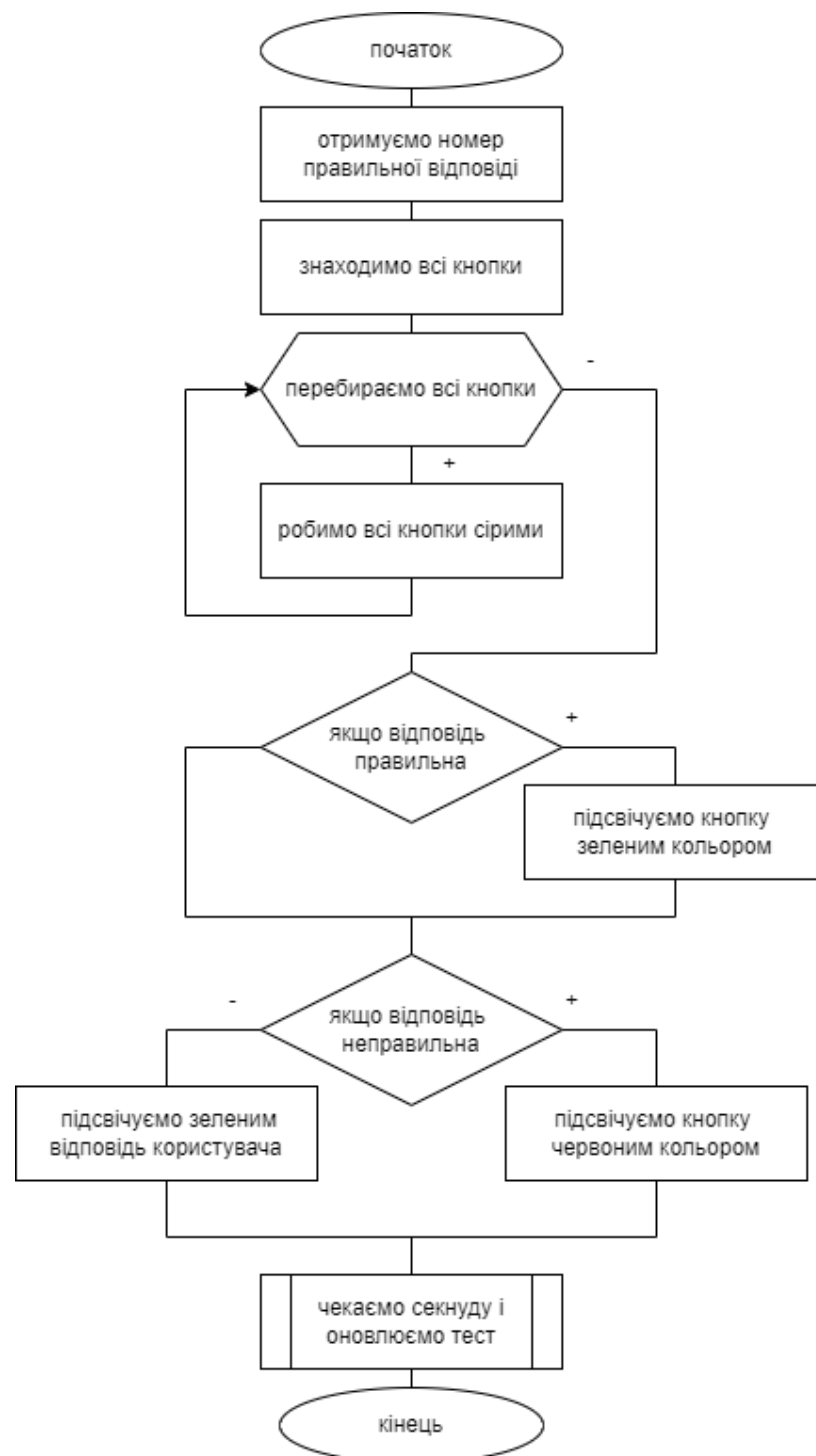 початок
отримуємо номер
правильної відповіді
знаходимо всі кнопки
перебираємо всі кнопки
-
+
робимо всі кнопки сірими
якщо відповідь
правильна
+
підсвічуємо кнопку
зеленим кольором
якщо відповідь
неправильна
-
+
підсвічуємо зеленим
відповідь користувача
підсвічуємо кнопку
червоним кольором
чекаємо секнуду і
оновлюємо тест
кінець